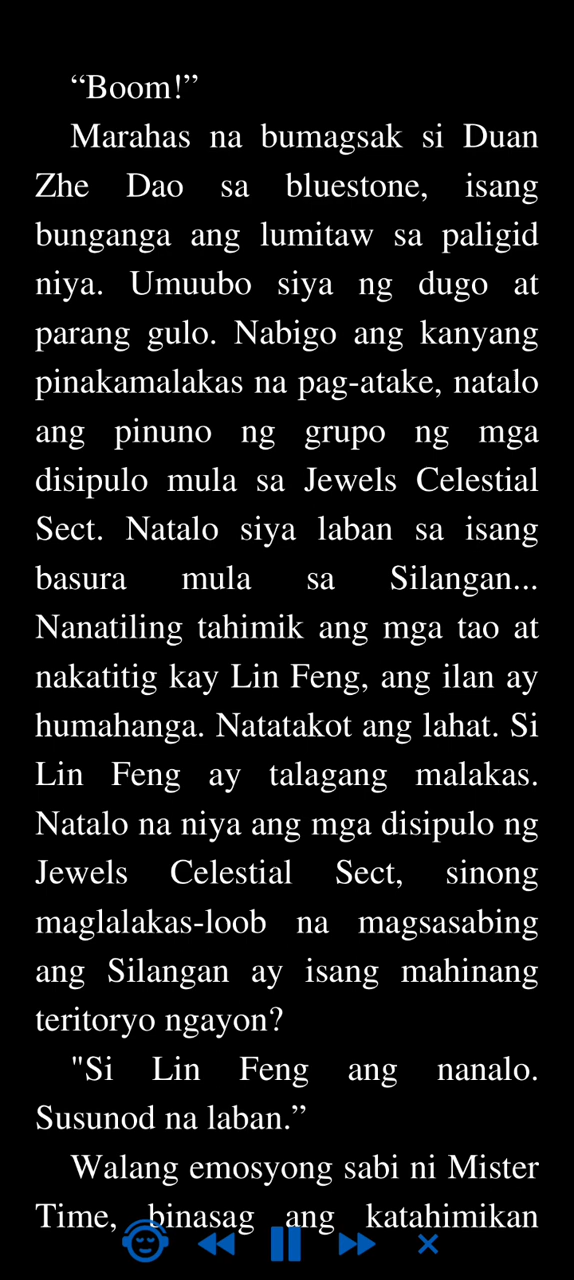 “Boom!”
Marahas na bumagsak si Duan
Zhe Dao sa bluestone, isang
bunganga ang lumitaw sa paligid
niya. Umuubo siya ng dugo at
parang gulo. Nabigo ang kanyang
pinakamalakas na pag-atake, natalo
ang pinuno ng grupo ng mga
disipulo mula sa Jewels Celestial
Sect. Natalo siya laban sa isang
basura mula sa Silangan...
Nanatiling tahimik ang mga tao at
nakatitig kay Lin Feng, ang ilan ay
humahanga. Natatakot ang lahat. Si
Lin Feng ay talagang malakas.
Natalo na niya ang mga disipulo ng
Jewels Celestial Sect, sinong
maglalakas-loob na magsasabing
ang Silangan ay isang mahinang
teritoryo ngayon?
"Si Lin Feng ang nanalo.
Susunod na laban.”
Walang emosyong sabi ni Mister
Time, binasag ang katahimikan